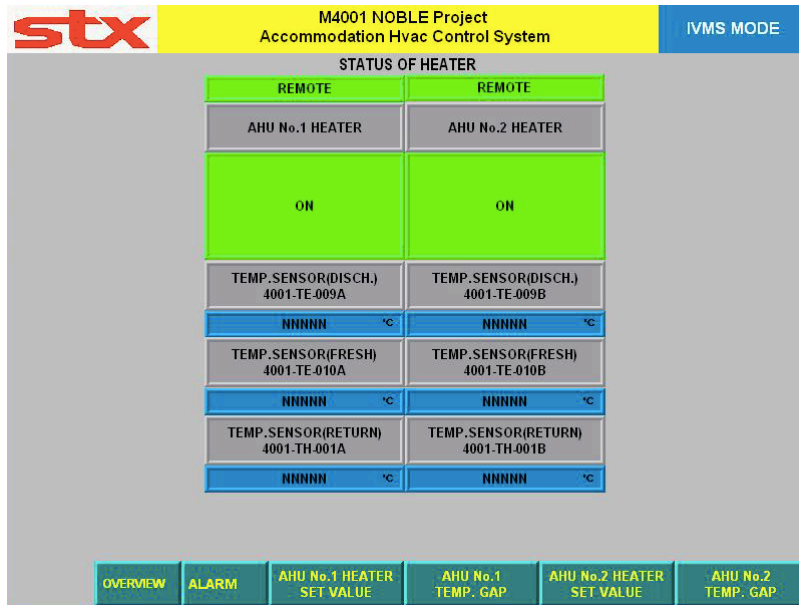 stx
M4001 NOBLE Project
Accommodation Hvac Control System
IVMS MODE
STATUS OF HEATER
REMOTE REMOTE
AHU No.1 HEATER AHU No.2 HEATER
ON ON
TEMP.SENSOR(DISCH.) TEMP.SENSOR(DISCH.)
4001-TE-009A 4001-TE-009B
NNNNN °C NNNNN °C
TEMP.SENSOR(FRESH) TEMP.SENSOR(FRESH)
4001-TE-010A 4001-TE-010B
NNNNN °C NNNNN °C
TEMP.SENSOR(RETURN) TEMP.SENSOR(RETURN)
4001-TH-001A 4001-TH-001B
NNNNN °C NNNNN °C
OVERVIEW ALARM AHU No.1 HEATER AHU No.1 AHU No.2 HEATER AHU No.2
SET VALUE TEMP. GAP SET VALUE TEMP. GAP